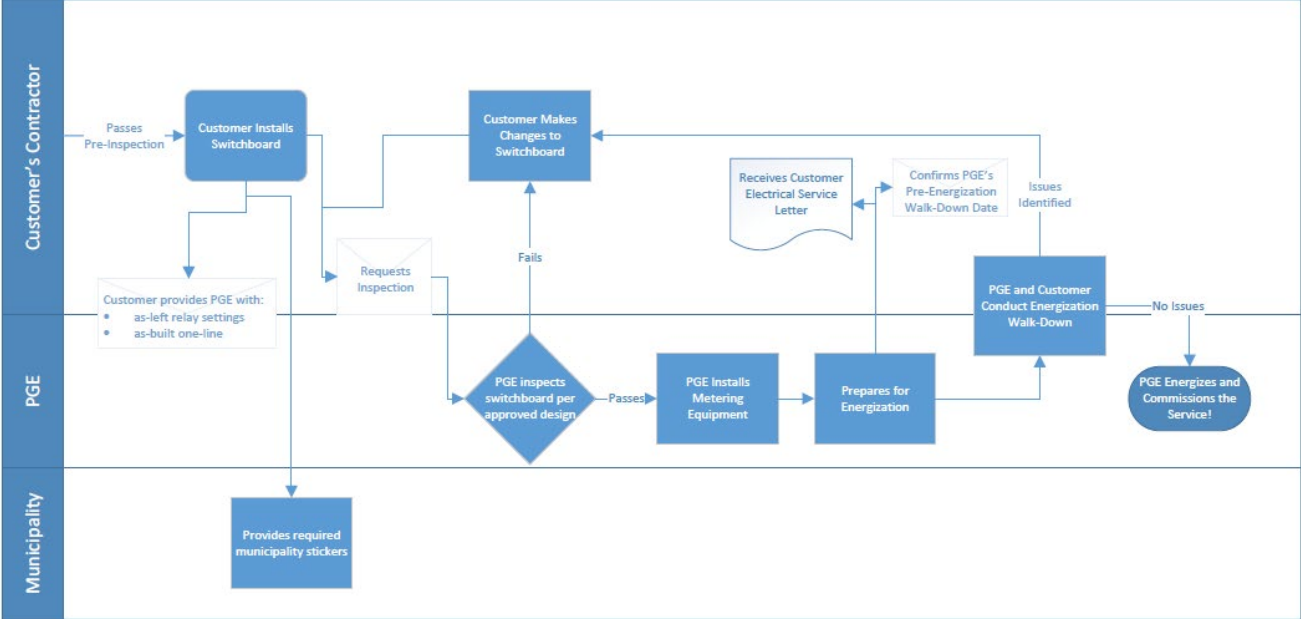 Customer's Contractor
Passes
Pre-Inspection
Customer Installs
Switchboard
Customer Makes
Changes to
Switchboard
Receives Customer
Electrical Service
Letter
Confirms PGE's
Pre-Energization
Walk-Down Date
Issues
Identified
Fails
Requests
Inspection
Customer provides PGE with:
• as-left relay settings
• as-built one-line
PGE and Customer
Conduct Energization
Walk-Down
No Issues
PGE
PGE inspects
switchboard per
approved design
Passes
PGE Installs
Metering
Equipment
Prepares for
Energization
PGE Energizes and
Commissions the
Service!
Municipality
Provides required
municipality stickers